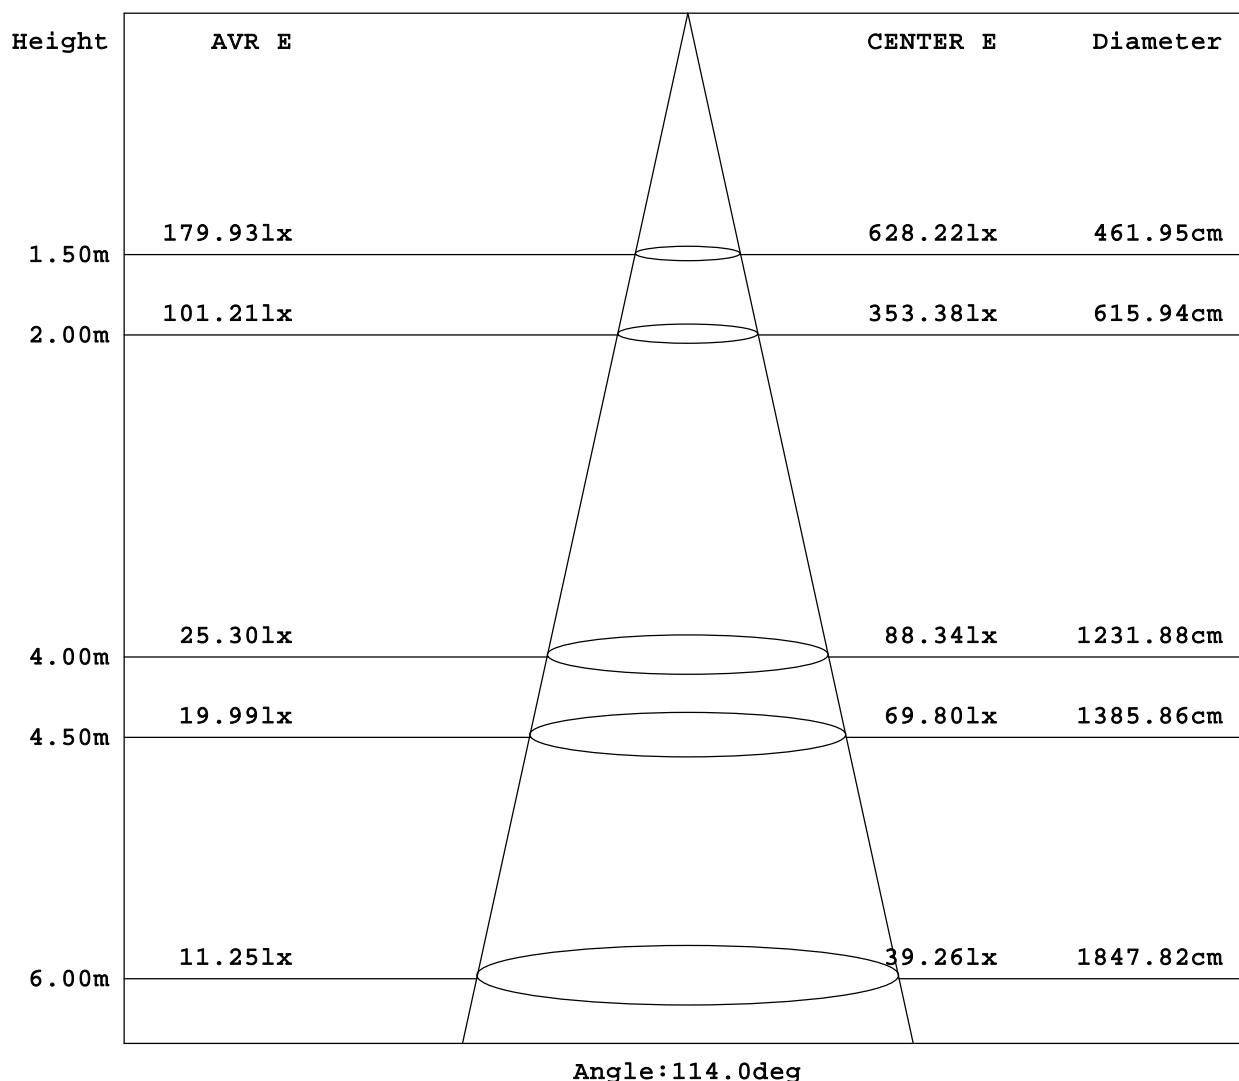 Height AVR E CENTER E Diameter
179.93lx 628.22lx 461.95cm
1.50m
101.21lx 353.38lx 615.94cm
2.00m
25.30lx 88.34lx 1231.88cm
4.00m
19.99lx 69.80lx 1385.86cm
4.50m
11.25lx 39.26lx 1847.82cm
6.00m
Angle:114.0deg